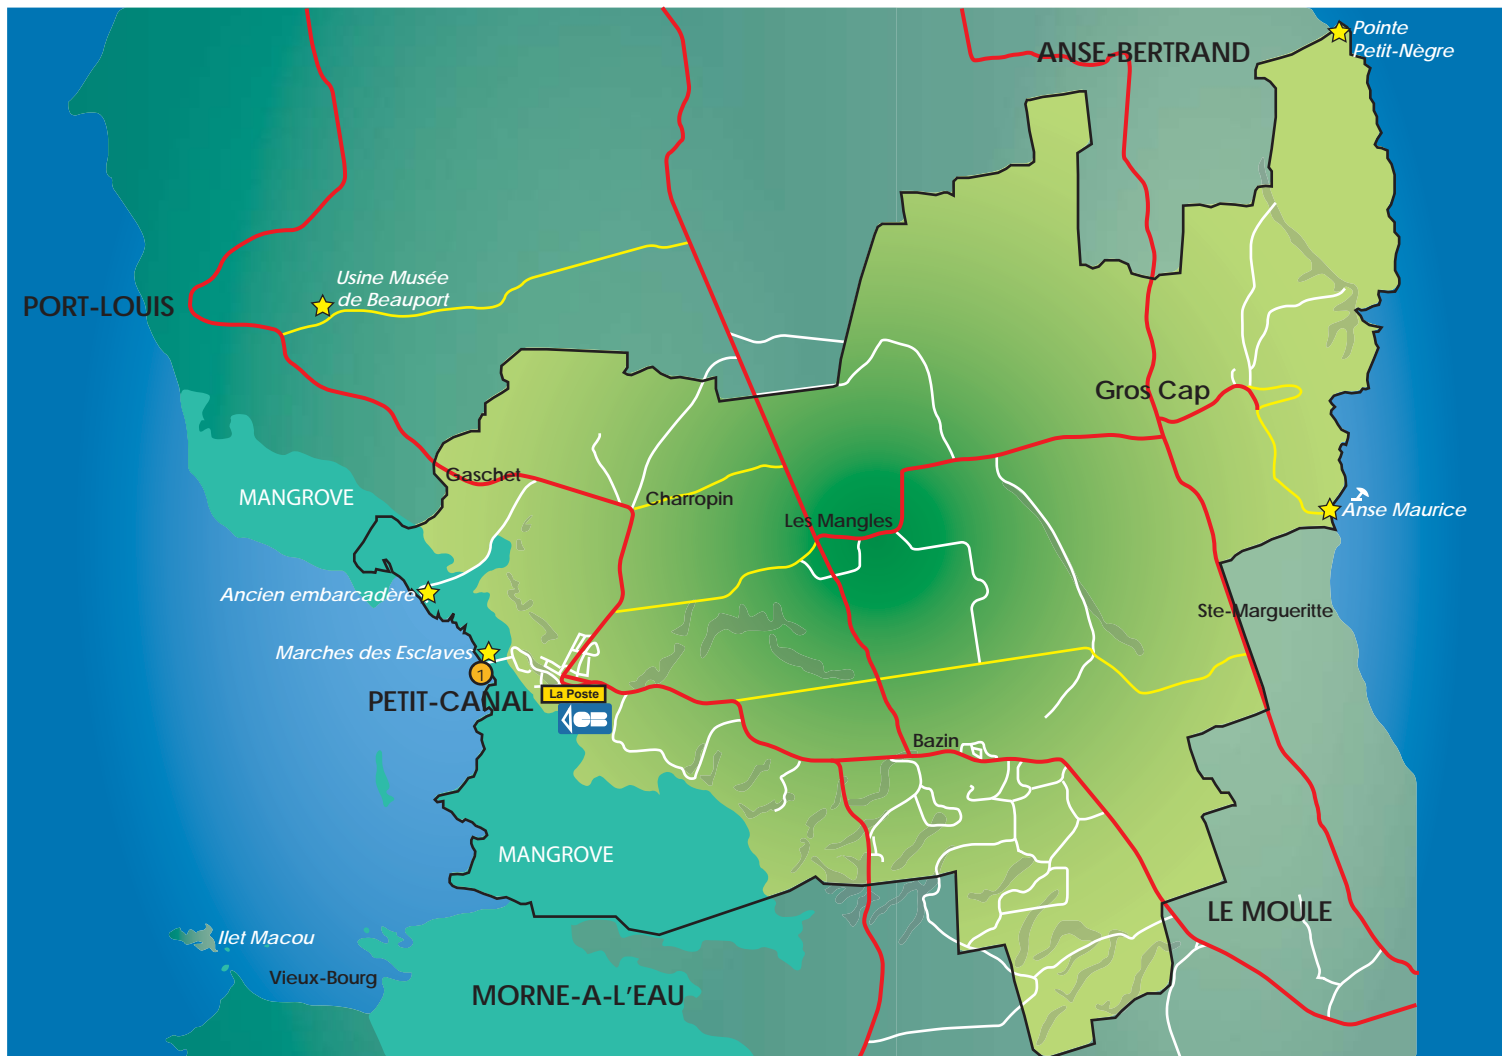 Pointe
Petit-Nègre
ANSE-BERTRAND
Usine Musée
de Beauport
PORT-LOUIS
Gros Cap
Gaschet
MANGROVE
Charropin
Les Mangles
Anse Maurice
Ancien embarcadère
Ste-Margueritte
Marches des Esclaves
1
PETIT-CANAL
La Poste
CB
Bazin
MANGROVE
LE MOULE
Ilet Macou
Vieux-Bourg
MORNE-A-L'EAU